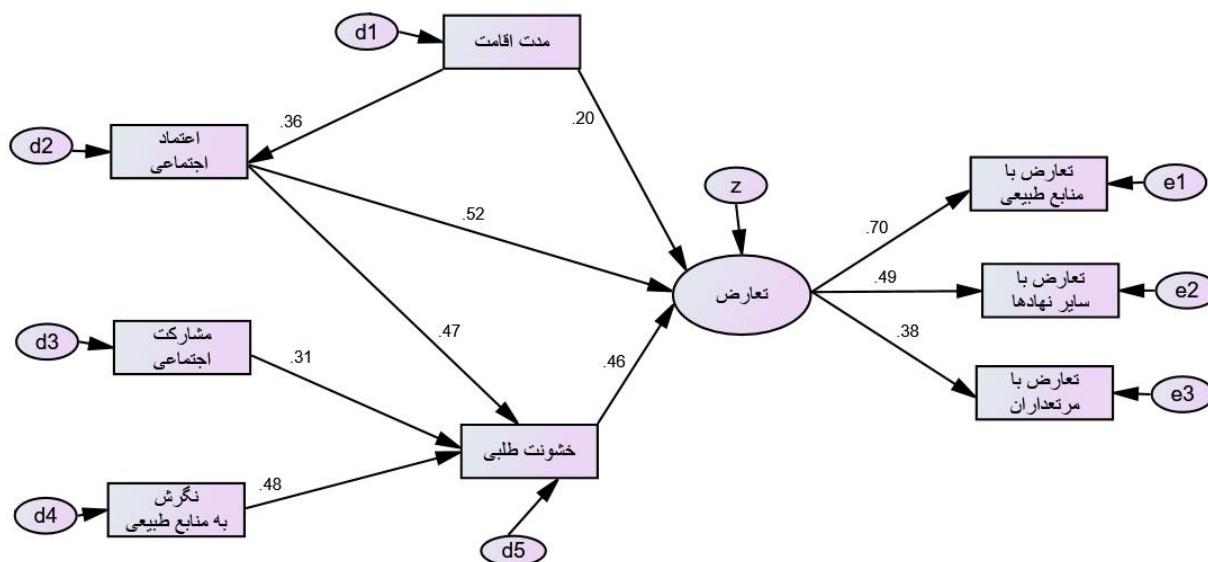 d1
مدت اقامت
.36
.20
d2
اعتماد
اجتماعی
z
تعارض با
منابع طبیعی
e1
.52
.70
تعارض
.49
تعارض با
سایر نهادها
e2
d3
مشارکت
اجتماعی
.31
.47
.46
.38
تعارض با
مرتعداران
e3
خشونت طلبی
d4
نگرش
به منابع طبیعی
.48
d5